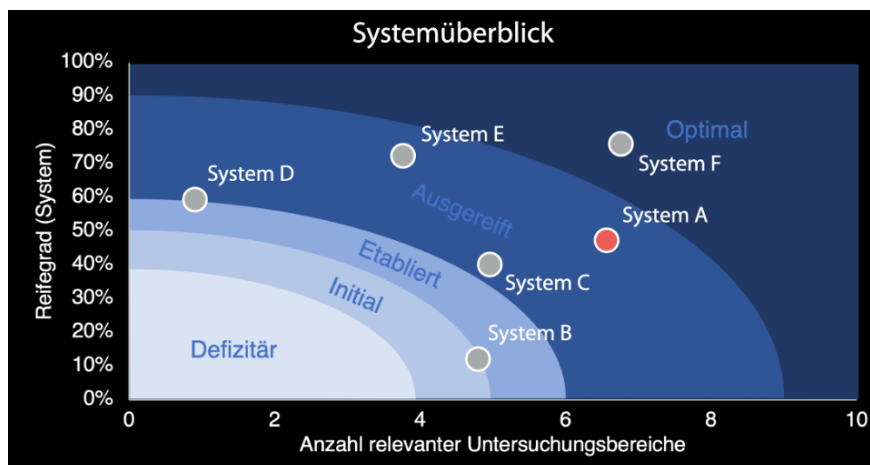 Systemüberblick
100%
90%
80%
70%
60%
50%
40%
30%
20%
10%
0%
Reifegrad (System)
System E
Optimal
System F
System D
Ausgereift
System A
Etabliert
System C
Initial
System B
Defizitär
0
2
4
6
8
10
Anzahl relevanter Untersuchungsbereiche